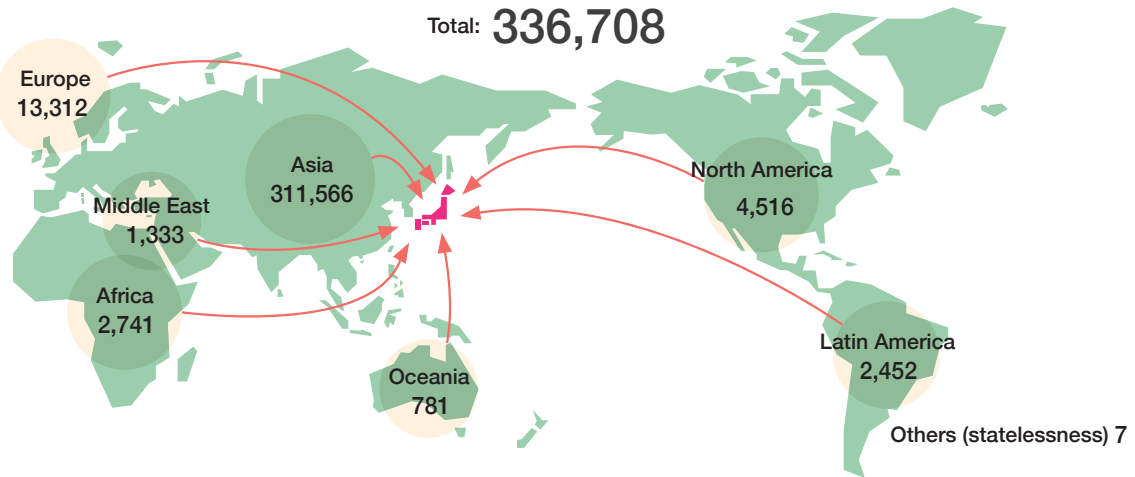 Total: 336,708
Europe
13,312
Asia
311,566
North America
4,516
Middle East
1,333
Africa
2,741
Latin America
2,452
Oceania
781
Others (statelessness) 7